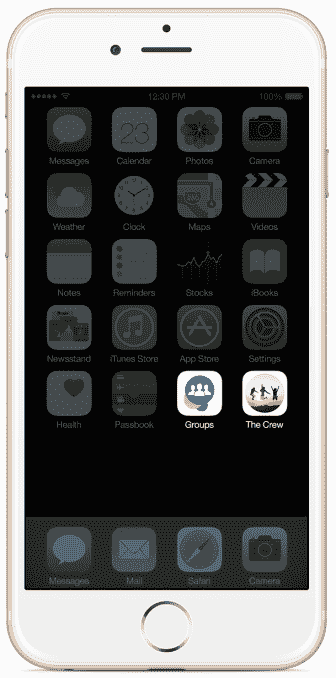 12:30 PM 100%
Messages Calendar Photos Camera
23
Weather Clock Maps Videos
Notes Reminders Stocks iBooks
Newsstand iTunes Store App Store Settings
Health Passbook Groups The Crew
Messages Mail Safari Camera